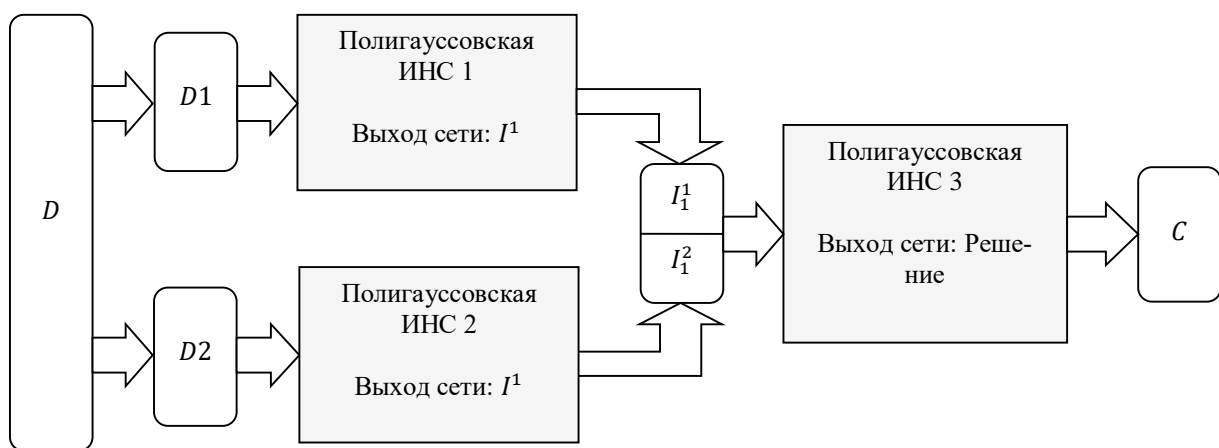 D
D1
Полигауссовская
ИНС 1
Выход сети: I¹
D2
Полигауссовская
ИНС 2
Выход сети: I¹
I₁¹
I₁²
Полигауссовская
ИНС 3
Выход сети: Реше-
ние
C